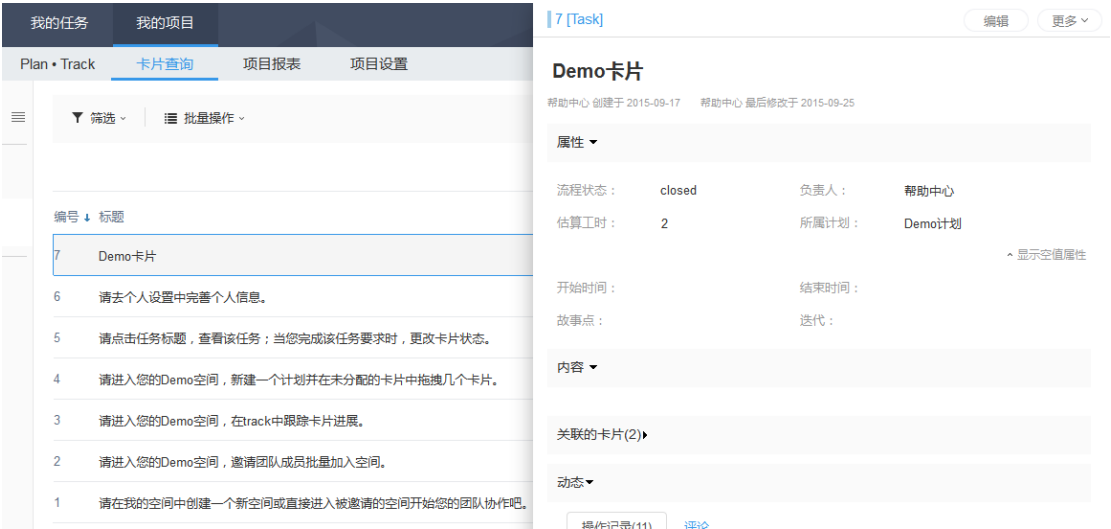 我的任务 我的项目
Plan • Track 卡片查询 项目报表 项目设置
筛选 批量操作
编号 标题
7 Demo卡片
6 请去个人设置中完善个人信息。
5 请点击任务标题，查看该任务；当您完成该任务要求时，更改卡片状态。
4 请进入您的Demo空间，新建一个计划并在未分配的卡片中拖拽几个卡片。
3 请进入您的Demo空间，在track中跟踪卡片进展。
2 请进入您的Demo空间，邀请团队成员批量加入空间。
1 请在我的空间中创建一个新空间或直接进入被邀请的空间开始您的团队协作吧。
7 [Task] 编辑 更多
Demo卡片
帮助中心 创建于 2015-09-17 帮助中心 最后修改于 2015-09-25
属性
流程状态： closed 负责人： 帮助中心
估算工时： 2 所属计划： Demo计划
显示空值属性
开始时间： 结束时间：
故事点： 迭代：
内容
关联的卡片(2)
动态
操作记录(11) 评论